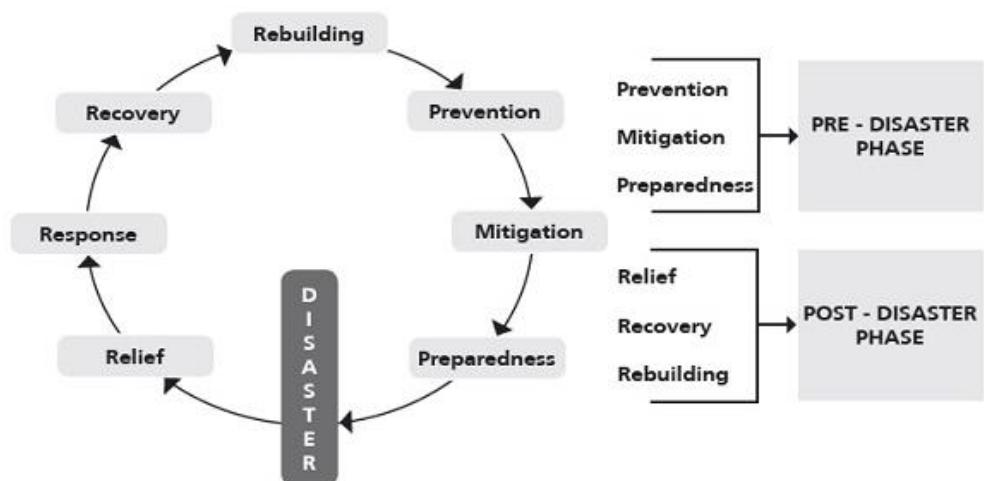 Rebuilding
Prevention
Mitigation
Preparedness
DISASTER
Relief
Response
Recovery
Prevention
Mitigation
Preparedness
PRE - DISASTER
PHASE
Relief
Recovery
Rebuilding
POST - DISASTER
PHASE